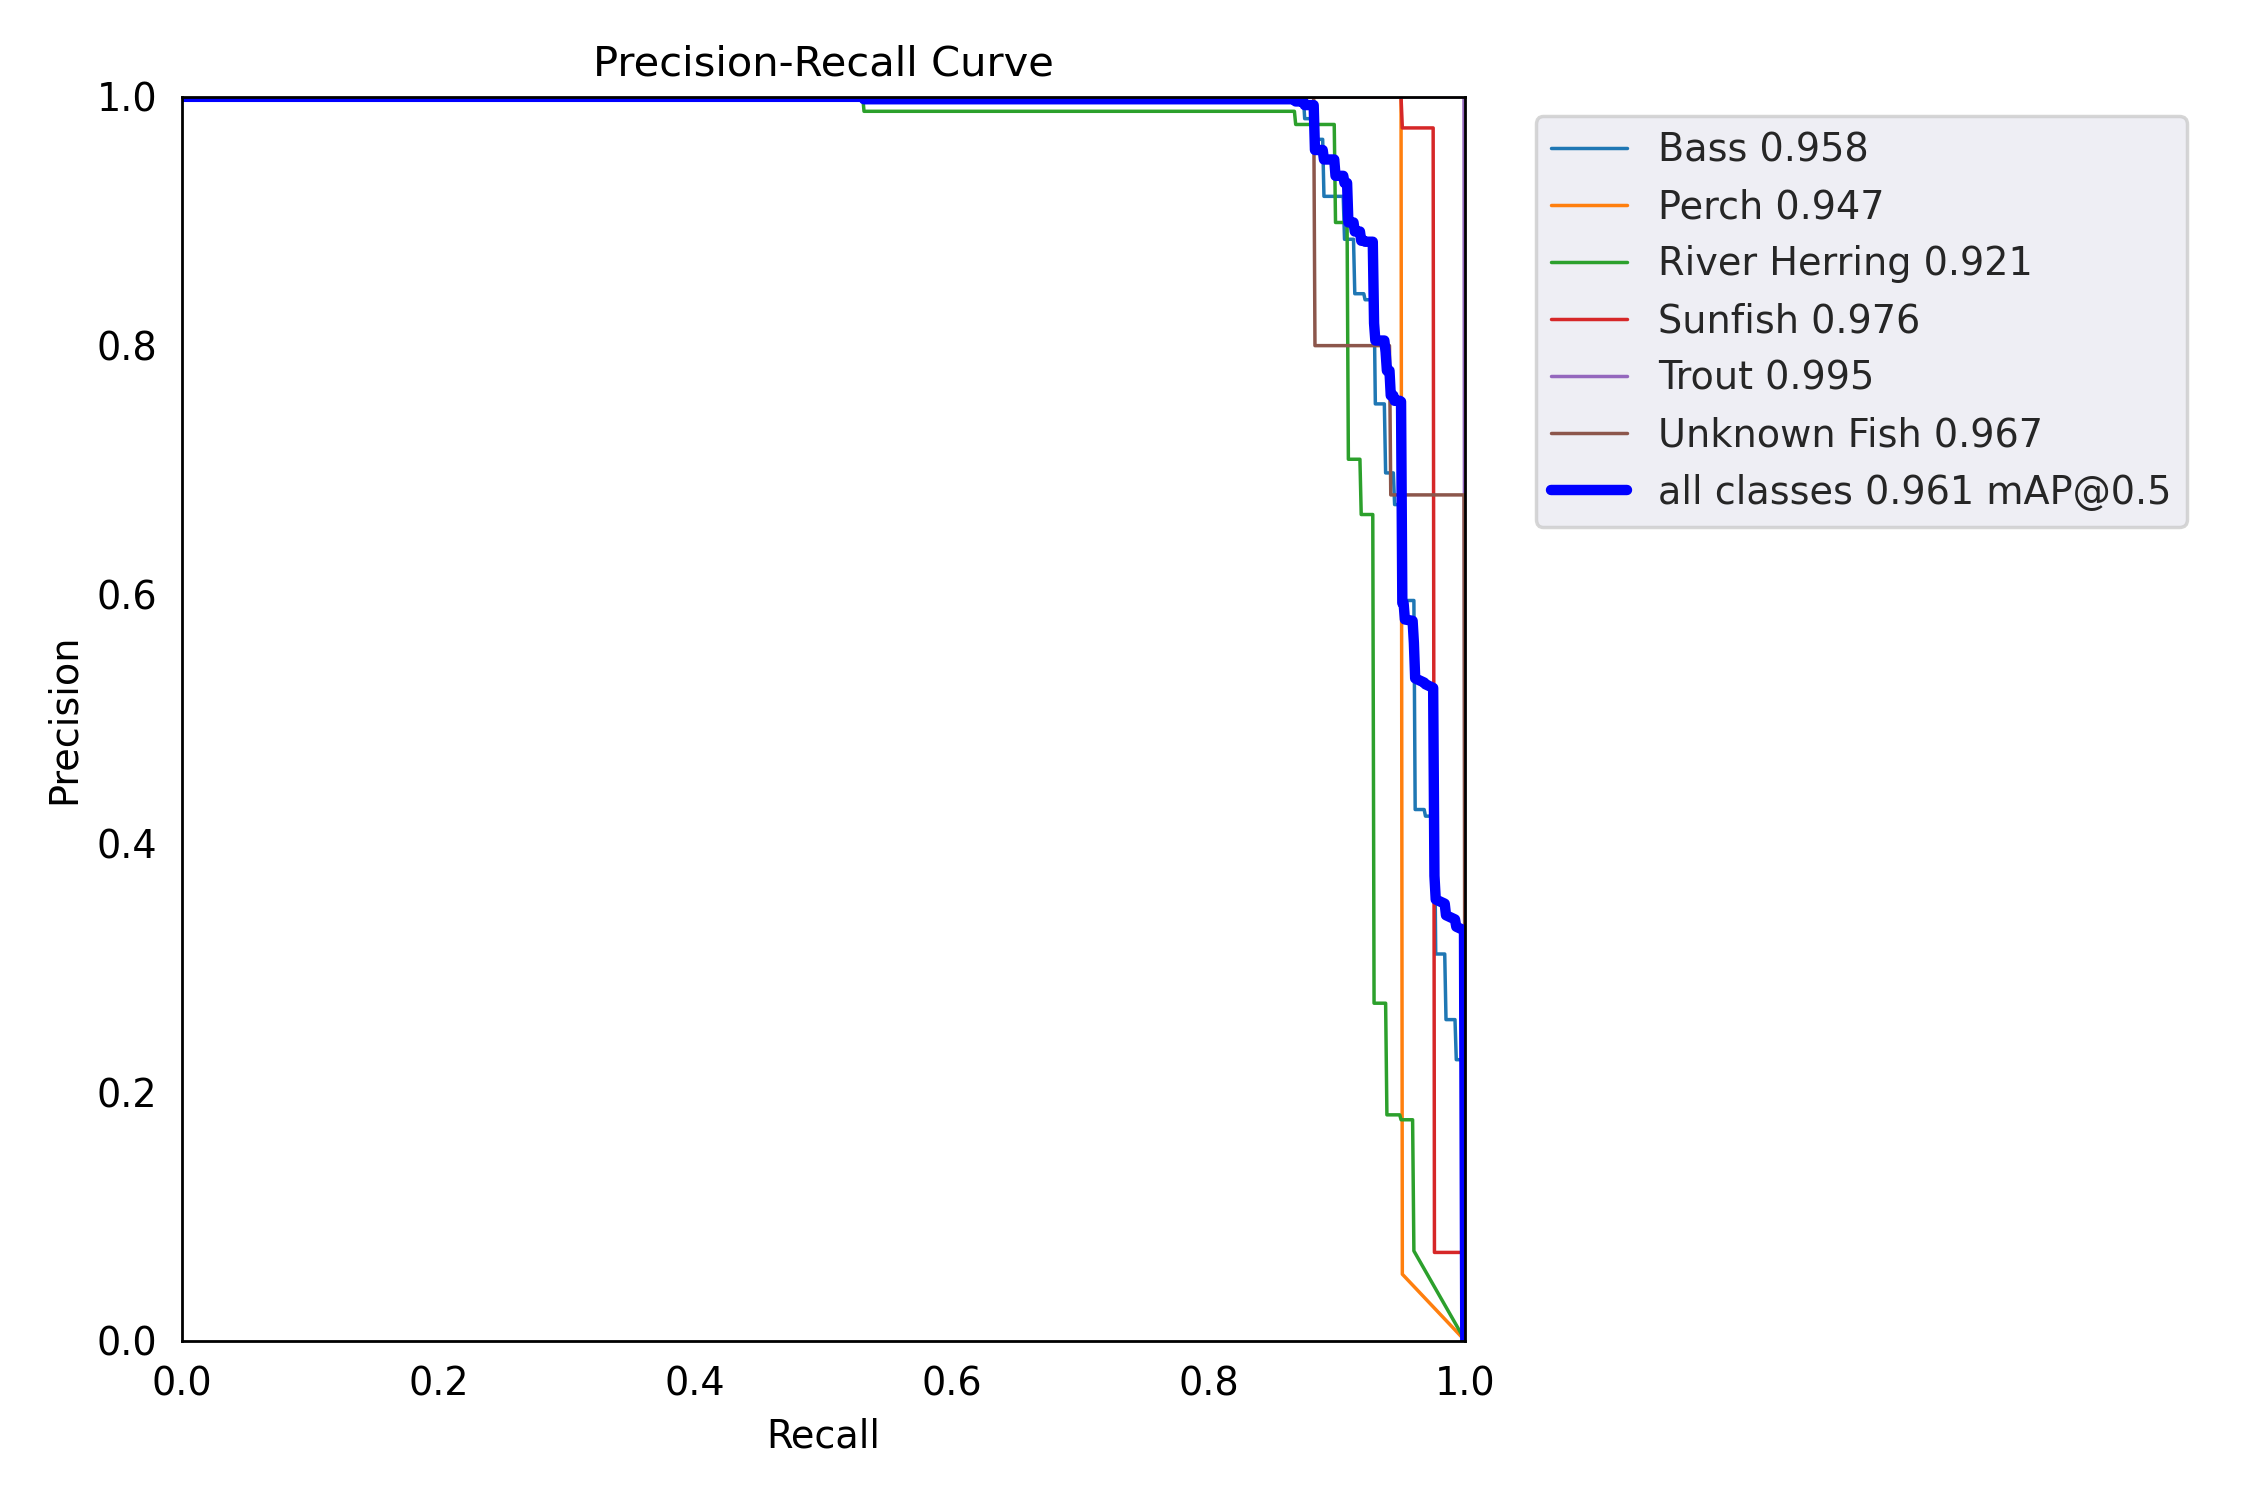 Precision-Recall Curve
1.0
0.8
0.6
0.4
0.2
0.0
Precision
0.0 0.2 0.4 0.6 0.8 1.0
Recall
Bass 0.958
Perch 0.947
River Herring 0.921
Sunfish 0.976
Trout 0.995
Unknown Fish 0.967
all classes 0.961 mAP@0.5